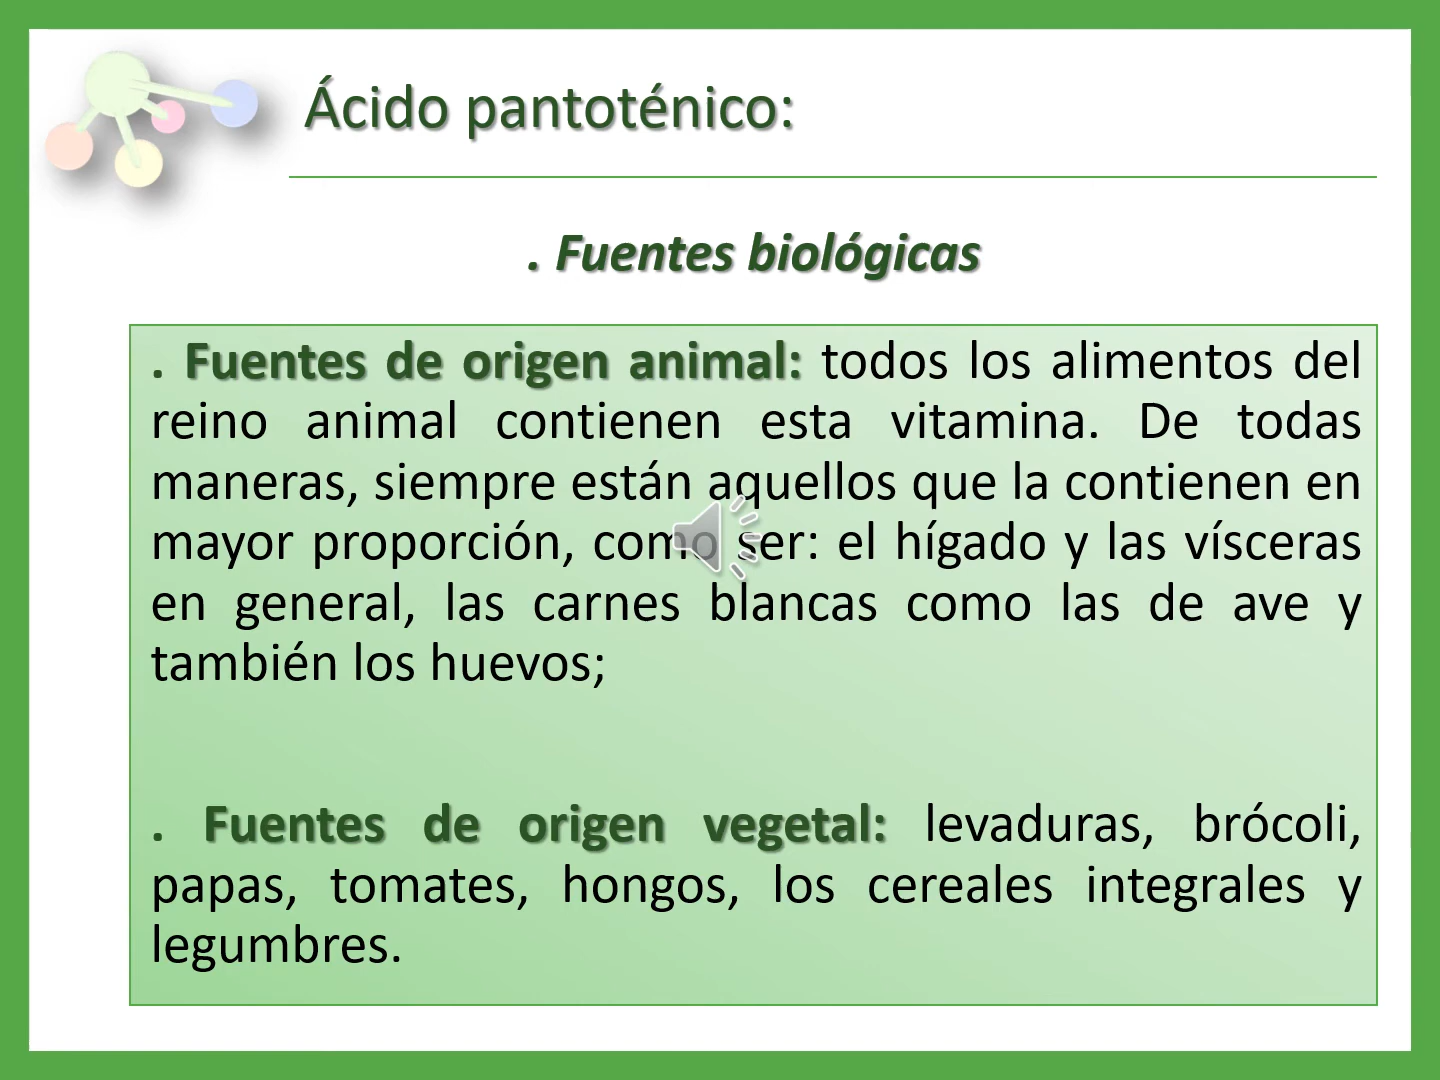 Ácido pantoténico:
. Fuentes biológicas
. Fuentes de origen animal: todos los alimentos del
reino animal contienen esta vitamina. De todas
maneras, siempre están aquellos que la contienen en
mayor proporción, como ser: el hígado y las vísceras
en general, las carnes blancas como las de ave y
también los huevos;
. Fuentes de origen vegetal: levaduras, brócoli,
papas, tomates, hongos, los cereales integrales y
legumbres.